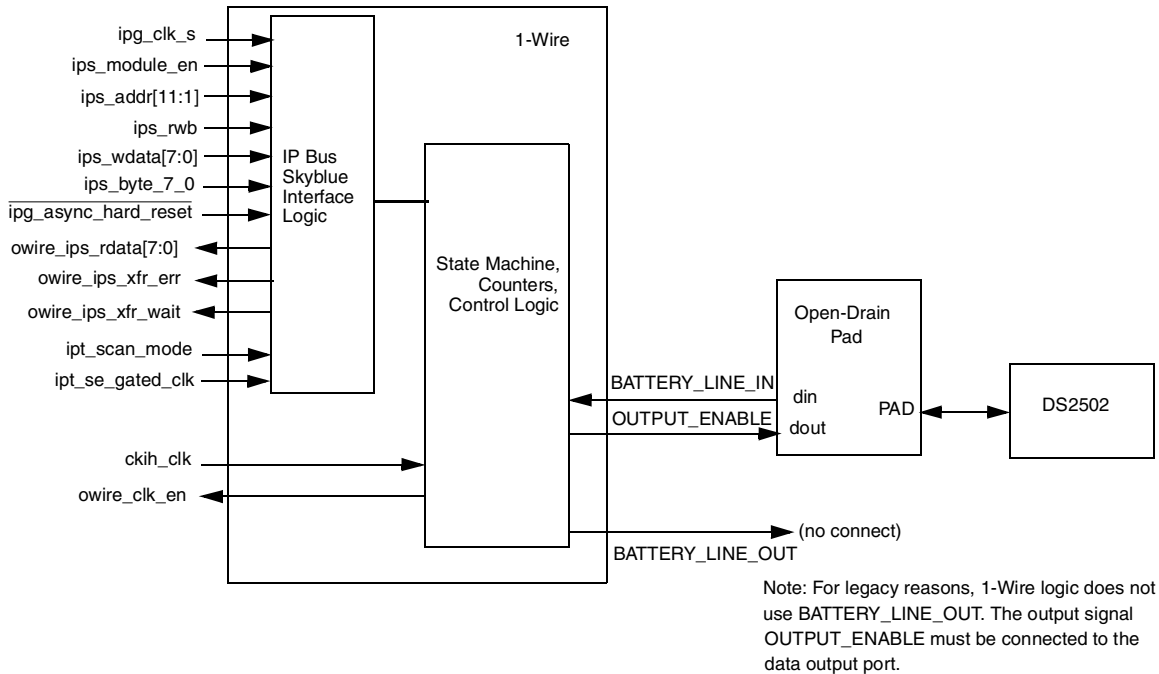 ipg_clk_s
ips_module_en
ips_addr[11:1]
ips_rwb
ips_wdata[7:0]
ips_byte_7_0
ipg_async_hard_reset
owire_ips_rdata[7:0]
owire_ips_xfr_err
owire_ips_xfr_wait
ipt_scan_mode
ipt_se_gated_clk
ckih_clk
owire_clk_en
IP Bus
Skyblue
Interface
Logic
1-Wire
State Machine,
Counters,
Control Logic
BATTERY_LINE_IN
OUTPUT_ENABLE
BATTERY_LINE_OUT
(no connect)
Open-Drain
Pad
din
dout
PAD
DS2502
Note: For legacy reasons, 1-Wire logic does not
use BATTERY_LINE_OUT. The output signal
OUTPUT_ENABLE must be connected to the
data output port.